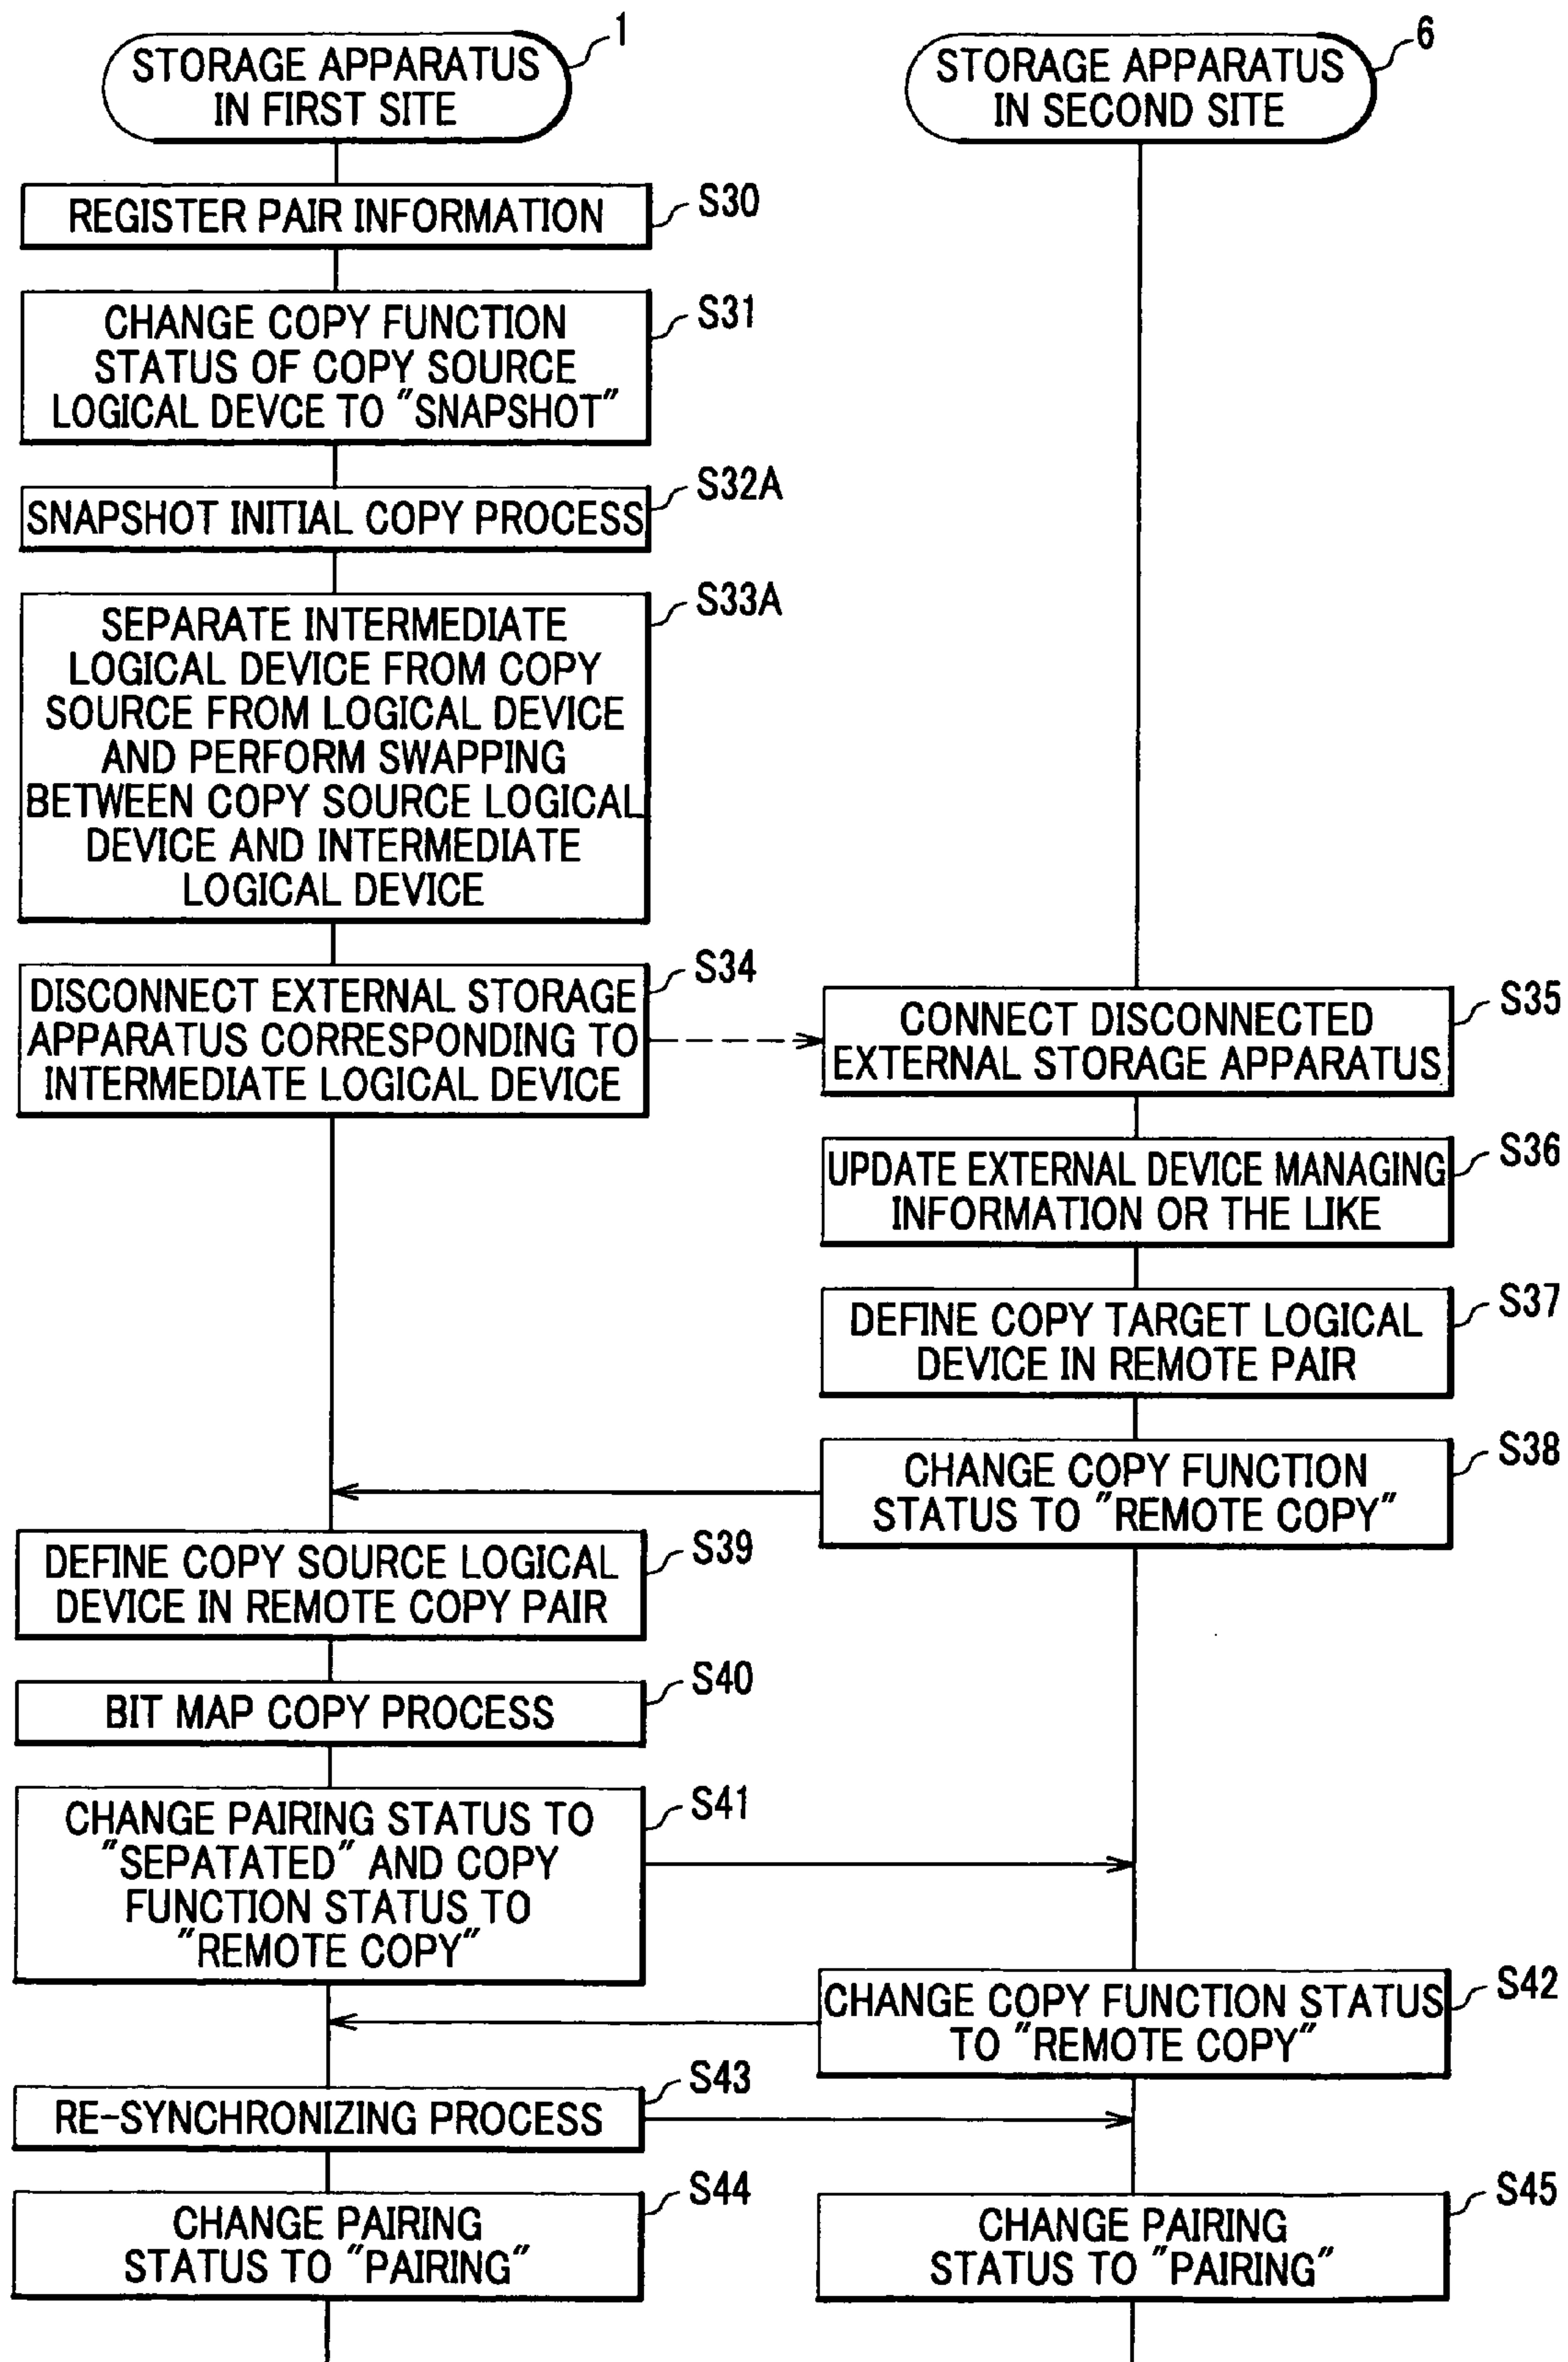 1
STORAGE APPARATUS
IN FIRST SITE
6
STORAGE APPARATUS
IN SECOND SITE
REGISTER PAIR INFORMATION
S30
CHANGE COPY FUNCTION
STATUS OF COPY SOURCE
LOGICAL DEVCE TO "SNAPSHOT"
S31
SNAPSHOT INITIAL COPY PROCESS
S32A
SEPARATE INTERMEDIATE
LOGICAL DEVICE FROM COPY
SOURCE FROM LOGICAL DEVICE
AND PERFORM SWAPPING
BETWEEN COPY SOURCE LOGICAL
DEVICE AND INTERMEDIATE
LOGICAL DEVICE
S33A
DISCONNECT EXTERNAL STORAGE
APPARATUS CORRESPONDING TO
INTERMEDIATE LOGICAL DEVICE
S34
CONNECT DISCONNECTED
EXTERNAL STORAGE APPARATUS
S35
UPDATE EXTERNAL DEVICE MANAGING
INFORMATION OR THE LIKE
S36
DEFINE COPY TARGET LOGICAL
DEVICE IN REMOTE PAIR
S37
CHANGE COPY FUNCTION
STATUS TO "REMOTE COPY"
S38
DEFINE COPY SOURCE LOGICAL
DEVICE IN REMOTE COPY PAIR
S39
BIT MAP COPY PROCESS
S40
CHANGE PAIRING STATUS TO
"SEPATATED" AND COPY
FUNCTION STATUS TO
"REMOTE COPY"
S41
CHANGE COPY FUNCTION STATUS
TO "REMOTE COPY"
S42
RE-SYNCHRONIZING PROCESS
S43
CHANGE PAIRING
STATUS TO "PAIRING"
S44
CHANGE PAIRING
STATUS TO "PAIRING"
S45